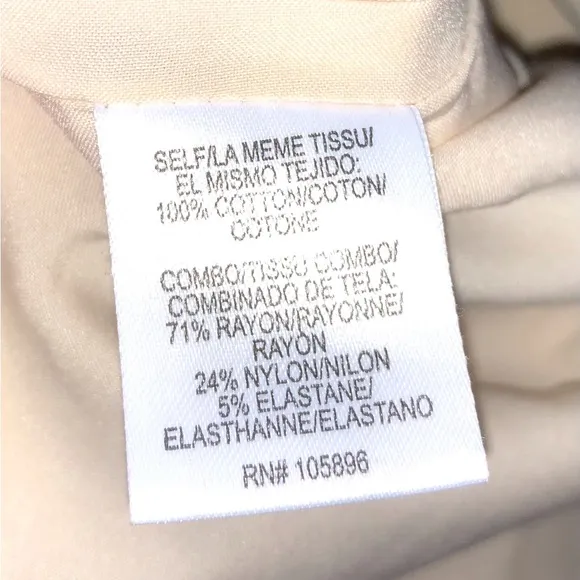 SELF/LA MEME TISSU/
EL MISMO TEJIDO:
100% COTTON/COTON/
COTONE
COMBO/TISSU COMBO/
COMBINADO DE TELA:
71% RAYON/RAYONNE/
RAYON
24% NYLON/NILON
5% ELASTANE/
ELASTHANNE/ELASTANO
RN# 105896